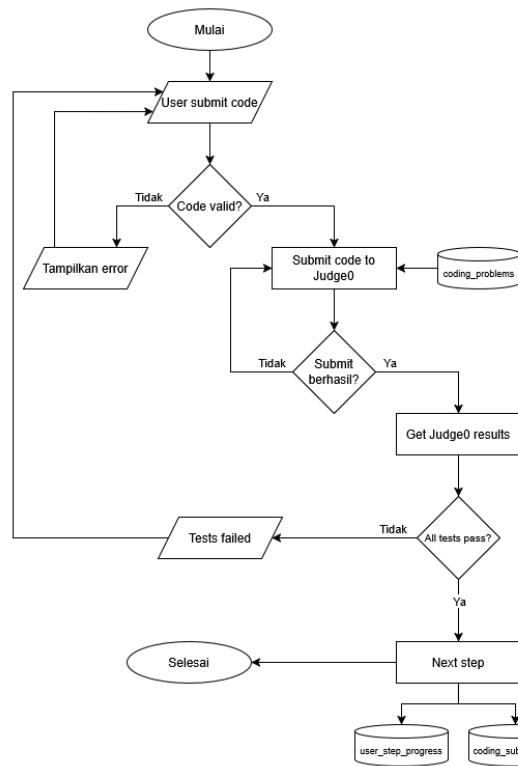 Mulai
User submit code
Tidak
Code valid?
Ya
Tampilkan error
Submit code to
Judge0
coding_problems
Tidak
Submit
berhasil?
Ya
Get Judge0 results
Tests failed
Tidak
All tests pass?
Ya
Selesai
Next step
user_step_progress
coding_sub